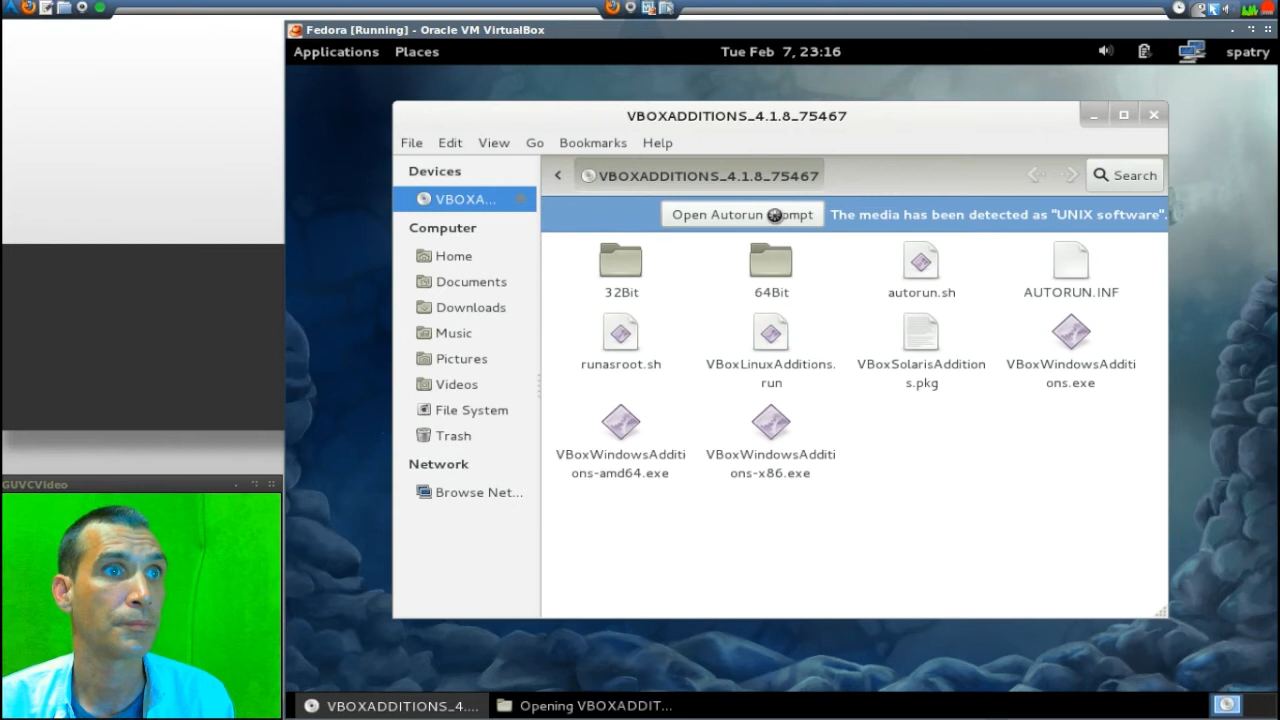 Fedora [Running] - Oracle VM VirtualBox
Applications Places
Tue Feb 7, 23:16
spatry
VBOXADDITIONS_4.1.8_75467
File Edit View Go Bookmarks Help
Devices
VBOXA...
Computer
Home
Documents
Downloads
Music
Pictures
Videos
File System
Trash
Network
Browse Net...
VBOXADDITIONS_4.1.8_75467
Search
Open Autorun
The media has been detected as "UNIX software".
32Bit
64Bit
autorun.sh
AUTORUN.INF
runasroot.sh
VBoxLinuxAdditions.
run
VBoxSolarisAddition
s.pkg
VBoxWindowsAdditi
ons.exe
VBoxWindowsAdditi
ons-amd64.exe
VBoxWindowsAdditi
ons-x86.exe
GUVCVideo
VBOXADDITIONS_4....
Opening VBOXADDIT...